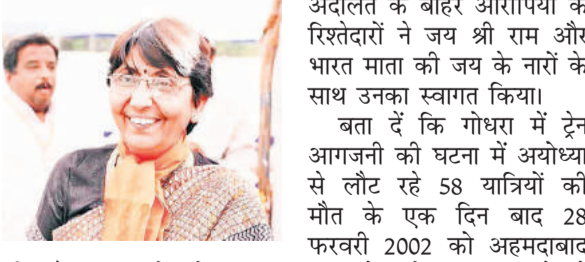 अदालत के बाहर आरोपियों के
रिश्तेदारों ने जय श्री राम और
भारत माता की जय के नारों के
साथ उनका स्वागत किया।
बता दें कि गोधरा में ट्रेन
आगजनी की घटना में अयोध्या
से लौट रहे 58 यात्रियों की
मौत के एक दिन बाद 28
फरवरी 2002 को अहमदाबाद